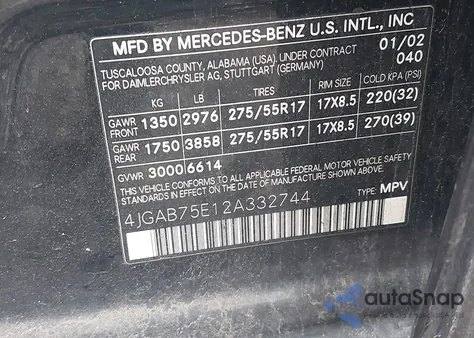 MFD BY MERCEDES-BENZ U.S. INTL., INC
TUSCALOOSA COUNTY, ALABAMA (USA). UNDER CONTRACT 01/02
FOR DAIMLERCHRYSLER AG, STUTTGART (GERMANY) 040
KG LB TIRES RIM SIZE COLD KPA (PSI)
GAWR FRONT 1350 2976 275/55R17 17X8.5 220(32)
GAWR REAR 1750 3858 275/55R17 17X8.5 270(39)
GVWR 3000 6614
THIS VEHICLE CONFORMS TO ALL APPLICABLE FEDERAL MOTOR VEHICLE SAFETY
STANDARDS IN EFFECT ON THE DATE OF MANUFACTURE SHOWN ABOVE.
4JGAB75E12A332744 TYPE: MPV
autoSnap